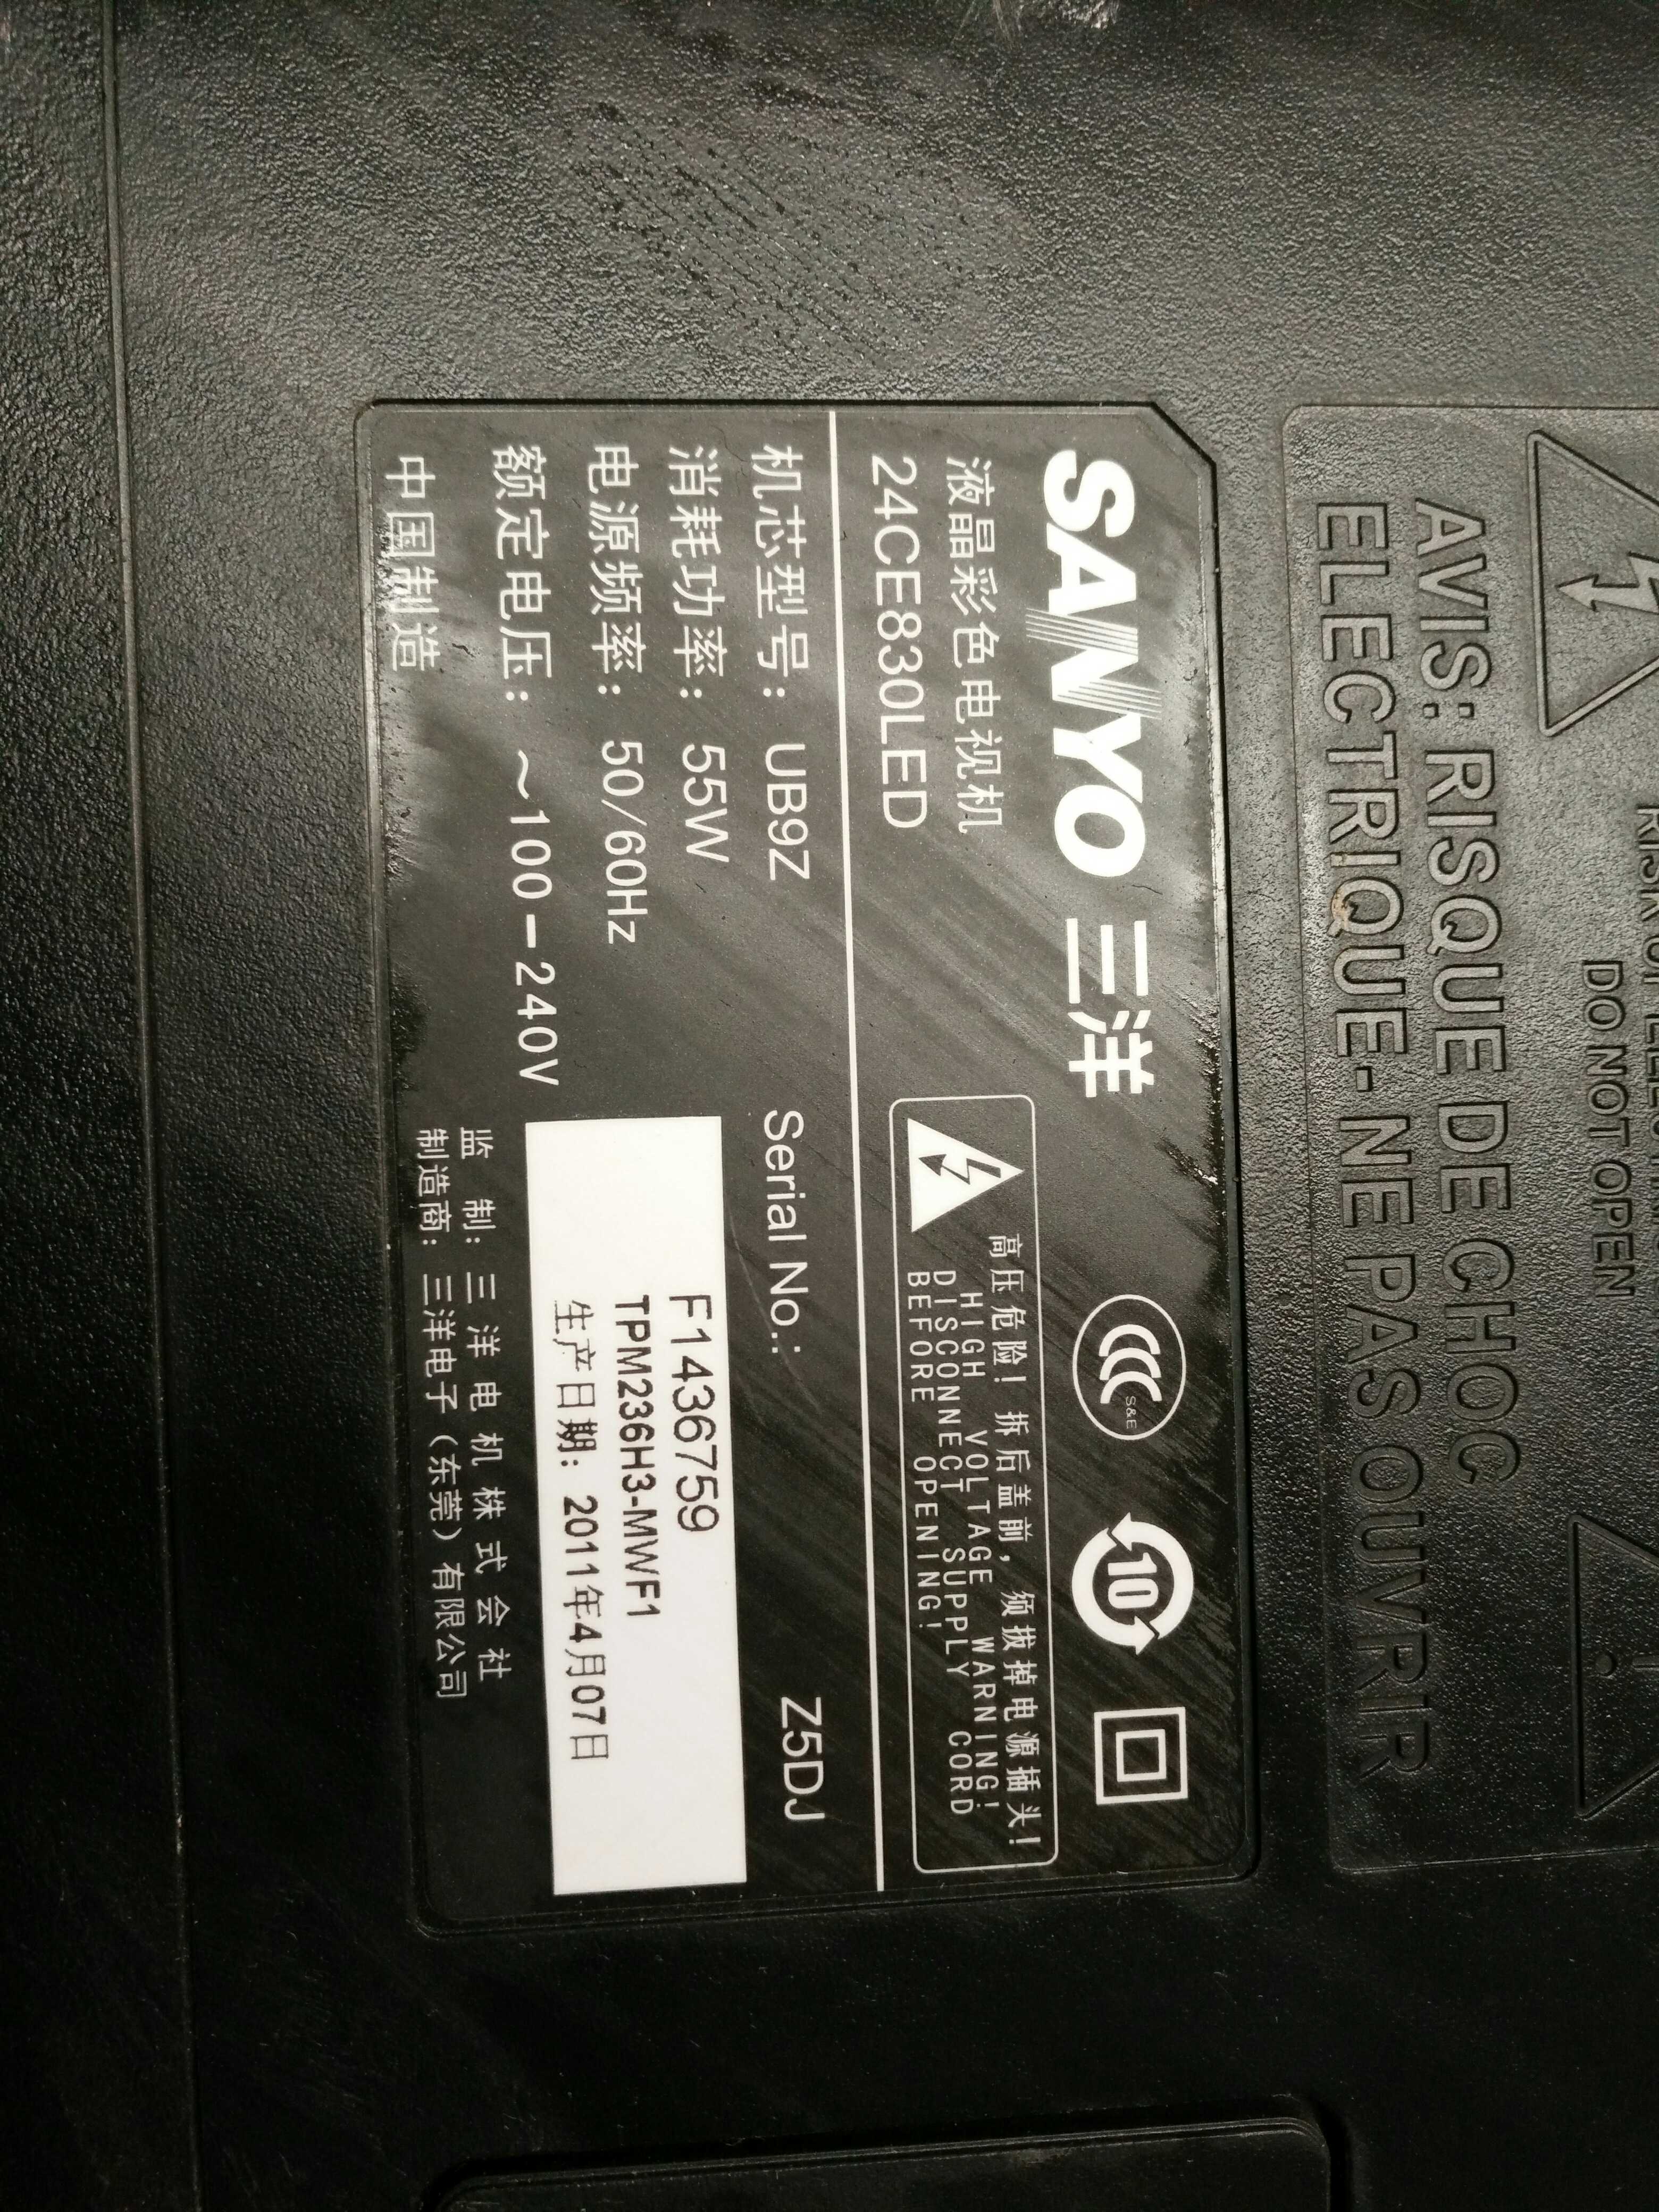 DO NOT OPEN
AVIS: RISQUE DE CHOC
ELECTRIQUE-NE PAS OUVRIR
SANYO 三洋
S&E
10
液晶彩色电视机
24CE830LED
高压危险！拆后盖前，须拔掉电源插头！
HIGH VOLTAGE WARNING!
DISCONNECT SUPPLY CORD
BEFORE OPENING!
机芯型号：UB9Z
消耗功率：55W
电源频率：50/60Hz
额定电压：～100－240V
中国制造
Serial No.: Z5DJ
F1436759
TPM236H3-MWF1
生产日期：2011年4月07日
监 制：三洋电机株式会社
制造商：三洋电子（东莞）有限公司